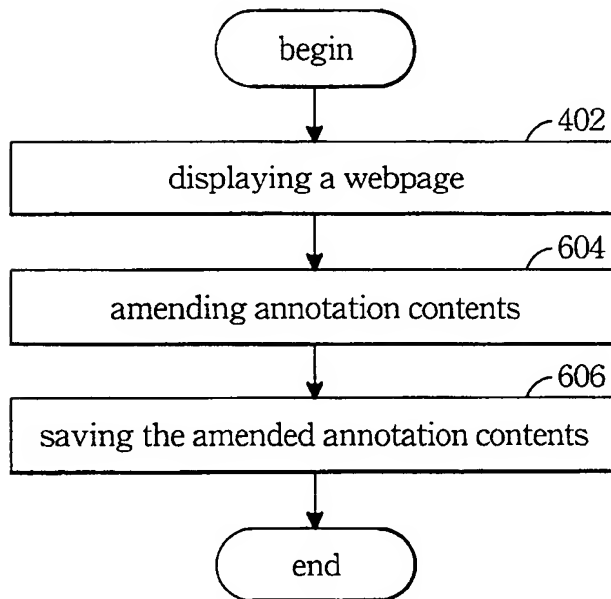 begin
402
displaying a webpage
604
amending annotation contents
606
saving the amended annotation contents
end